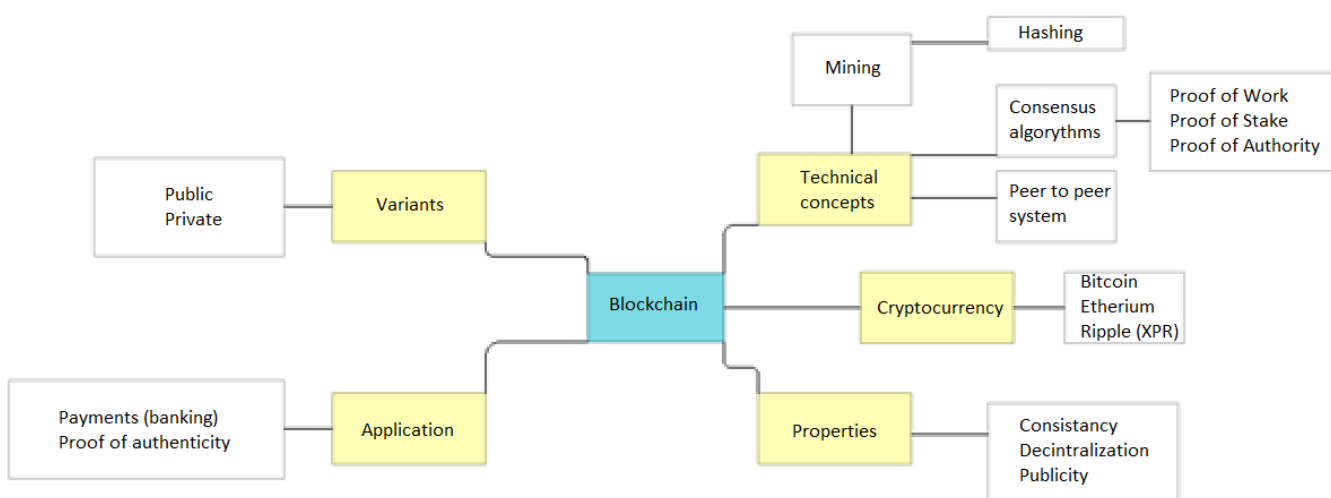 Hashing
Mining
Consensus
algorythms
Proof of Work
Proof of Stake
Proof of Authority
Technical
concepts
Peer to peer
system
Public
Private
Variants
Blockchain
Cryptocurrency
Bitcoin
Etherium
Ripple (XPR)
Payments (banking)
Proof of authenticity
Application
Properties
Consistancy
Decintralization
Publicity